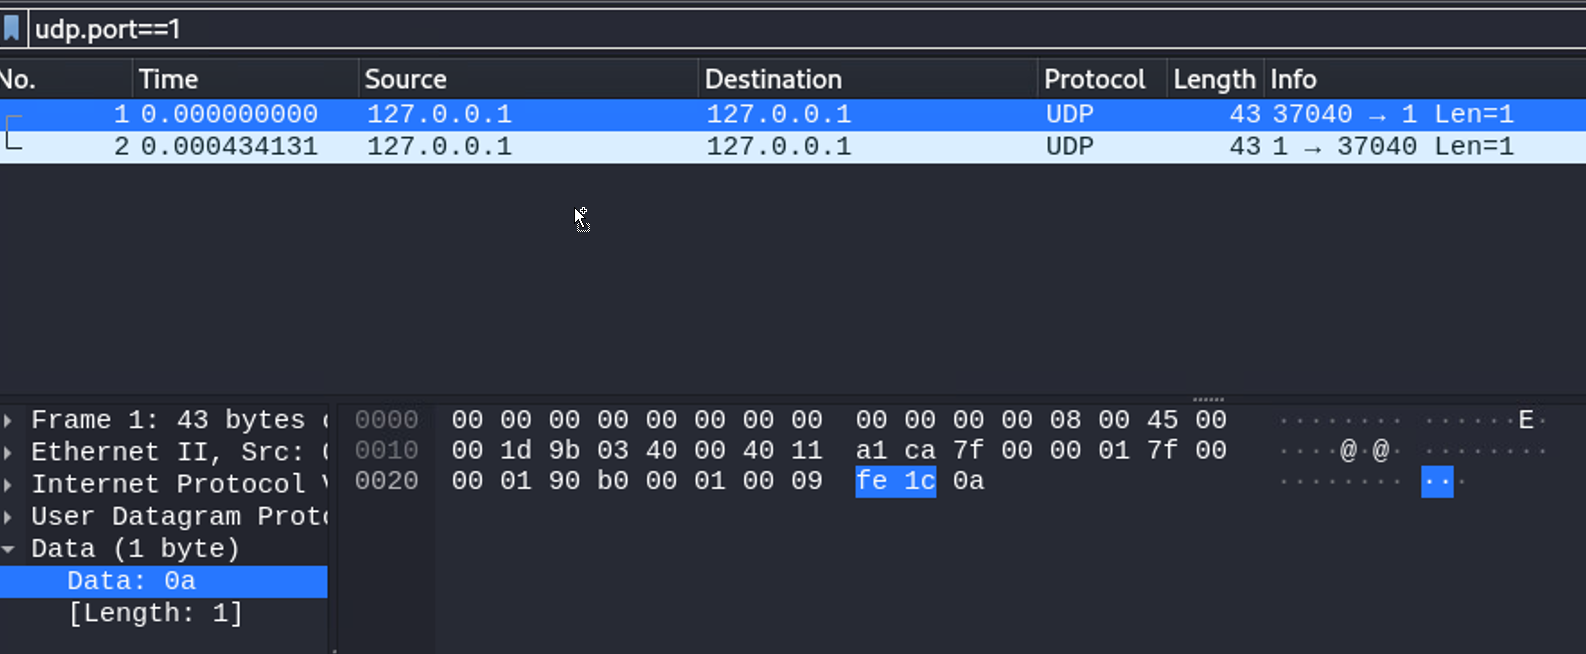 udp.port==1
No. Time Source Destination Protocol Length Info
1 0.000000000 127.0.0.1 127.0.0.1 UDP 43 37040 → 1 Len=1
2 0.000434131 127.0.0.1 127.0.0.1 UDP 43 1 → 37040 Len=1
Frame 1: 43 bytes
Ethernet II, Src:
Internet Protocol
User Datagram Proto
Data (1 byte)
Data: 0a
[Length: 1]
0000 00 00 00 00 00 00 00 00 00 00 00 00 08 00 45 00 ········ ······E·
0010 00 1d 9b 03 40 00 40 11 a1 ca 7f 00 00 01 7f 00 ····@·@· ········
0020 00 01 90 b0 00 01 00 09 fe 1c 0a ········ ···